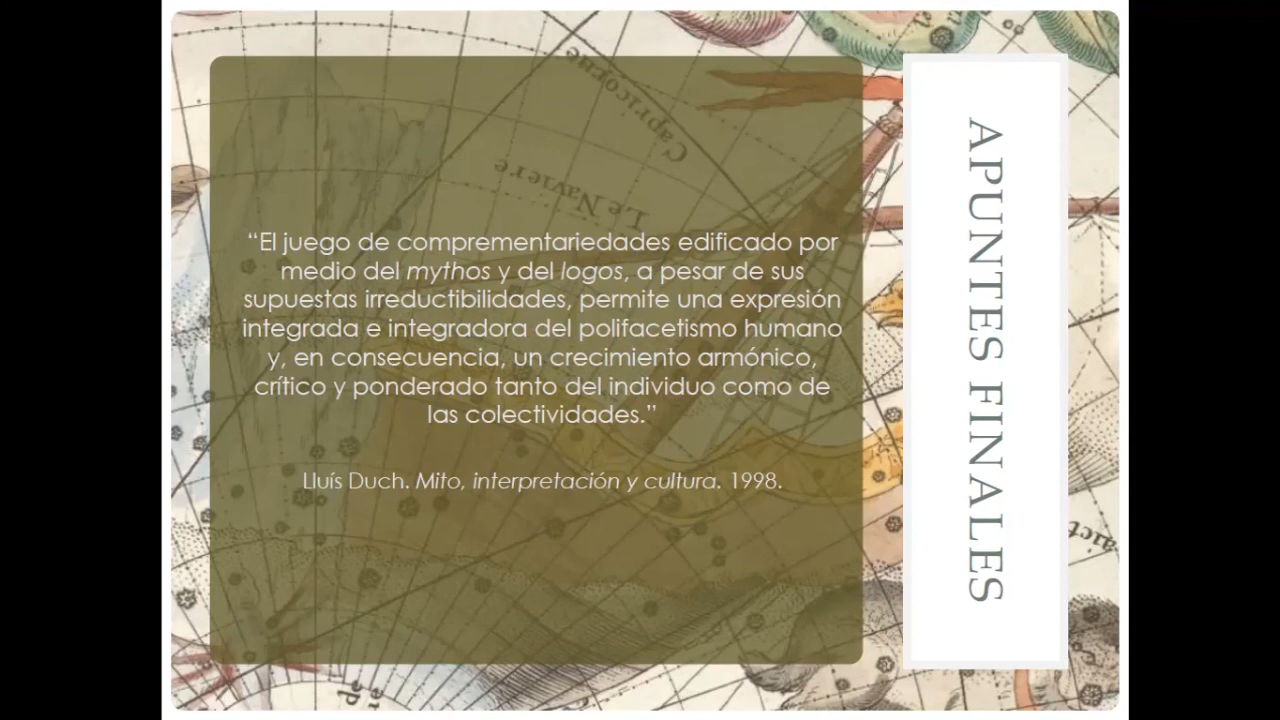 “El juego de comprementariedades edificado por
medio del mythos y del logos, a pesar de sus
supuestas irreductibilidades, permite una expresión
integrada e integradora del polifacetismo humano
y, en consecuencia, un crecimiento armónico,
crítico y ponderado tanto del individuo como de
las colectividades.”
Lluís Duch. Mito, interpretación y cultura. 1998.
APUNTES FINALES
Capricorne
Le Navire